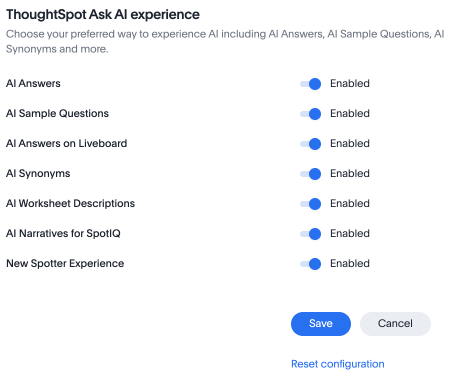 ThoughtSpot Ask AI experience
Choose your preferred way to experience AI including AI Answers, AI Sample Questions, AI
Synonyms and more.
AI Answers Enabled
AI Sample Questions Enabled
AI Answers on Liveboard Enabled
AI Synonyms Enabled
AI Worksheet Descriptions Enabled
AI Narratives for SpotIQ Enabled
New Spotter Experience Enabled
Save Cancel
Reset configuration